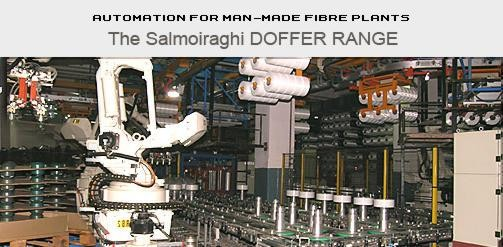 AUTOMATION FOR MAN-MADE FIBRE PLANTS
The Salmoiraghi DOFFER RANGE